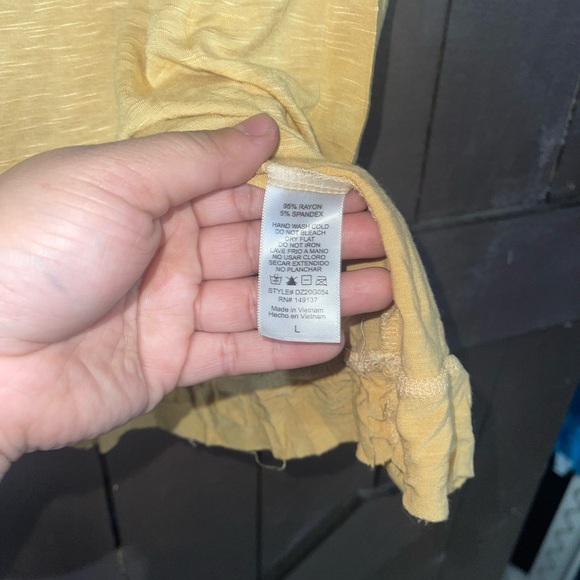 95% RAYON
5% SPANDEX
HAND WASH COLD
DO NOT BLEACH
DRY FLAT
DO NOT IRON
LAVE FRIO A MANO
NO USAR CLORO
SECAR EXTENDIDO
NO PLANCHAR
STYLE# DZ20G054
RN# 149137
Made in Vietnam
Hecho en Vietnam
L